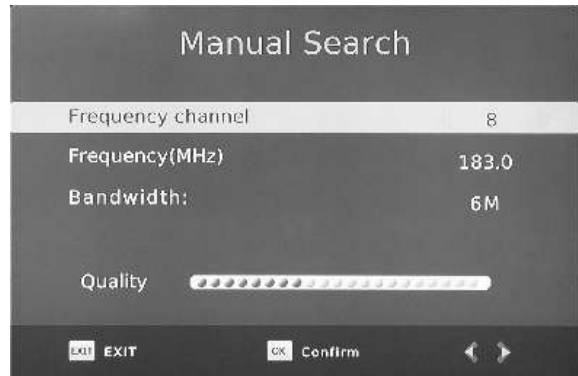 Manual Search
Frequency channel 8
Frequency(MHz) 183.0
Bandwidth: 6M
Quality
EXIT EXIT OK Confirm